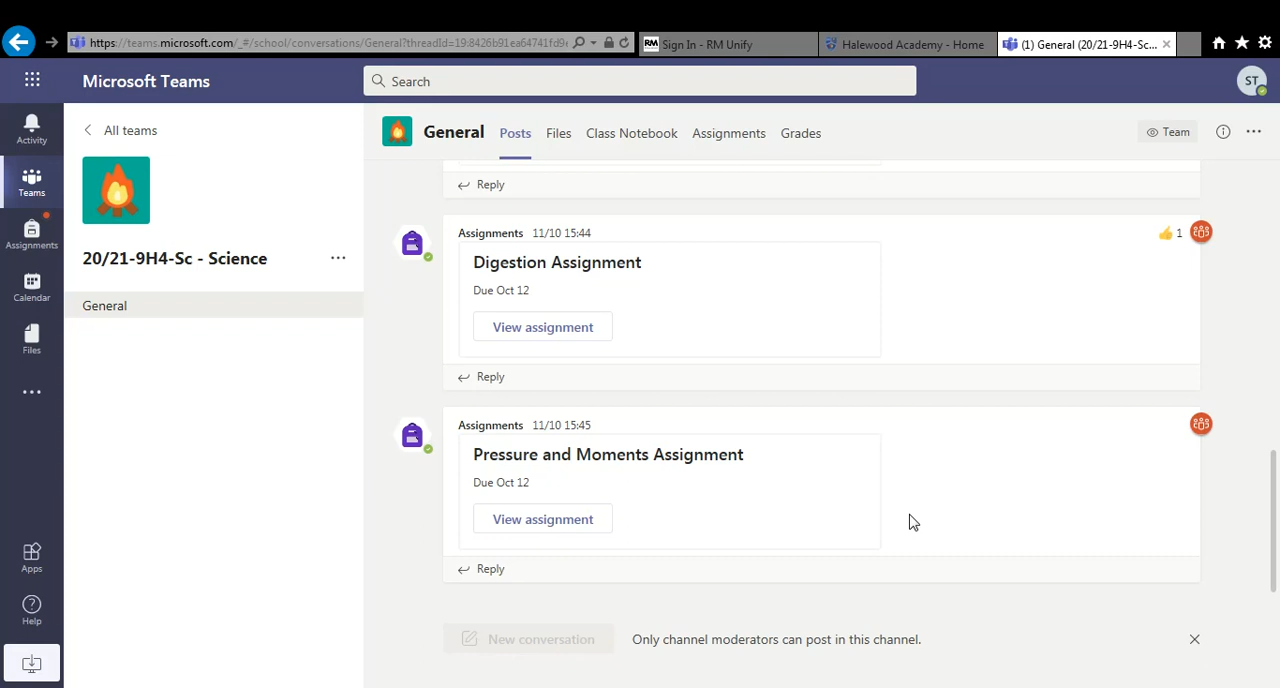 https://teams.microsoft.com/_#/school/conversations/General?threadId=19:8426b91ea64741fd9
RM Sign In - RM Unify
Halewood Academy - Home
(1) General (20/21-9H4-Sc...
Microsoft Teams
Search
ST
Activity
Teams
Assignments
Calendar
Files
Apps
Help
All teams
20/21-9H4-Sc - Science
General
General
Posts
Files
Class Notebook
Assignments
Grades
Team
Reply
Assignments 11/10 15:44
1
Digestion Assignment
Due Oct 12
View assignment
Reply
Assignments 11/10 15:45
Pressure and Moments Assignment
Due Oct 12
View assignment
Reply
New conversation
Only channel moderators can post in this channel.